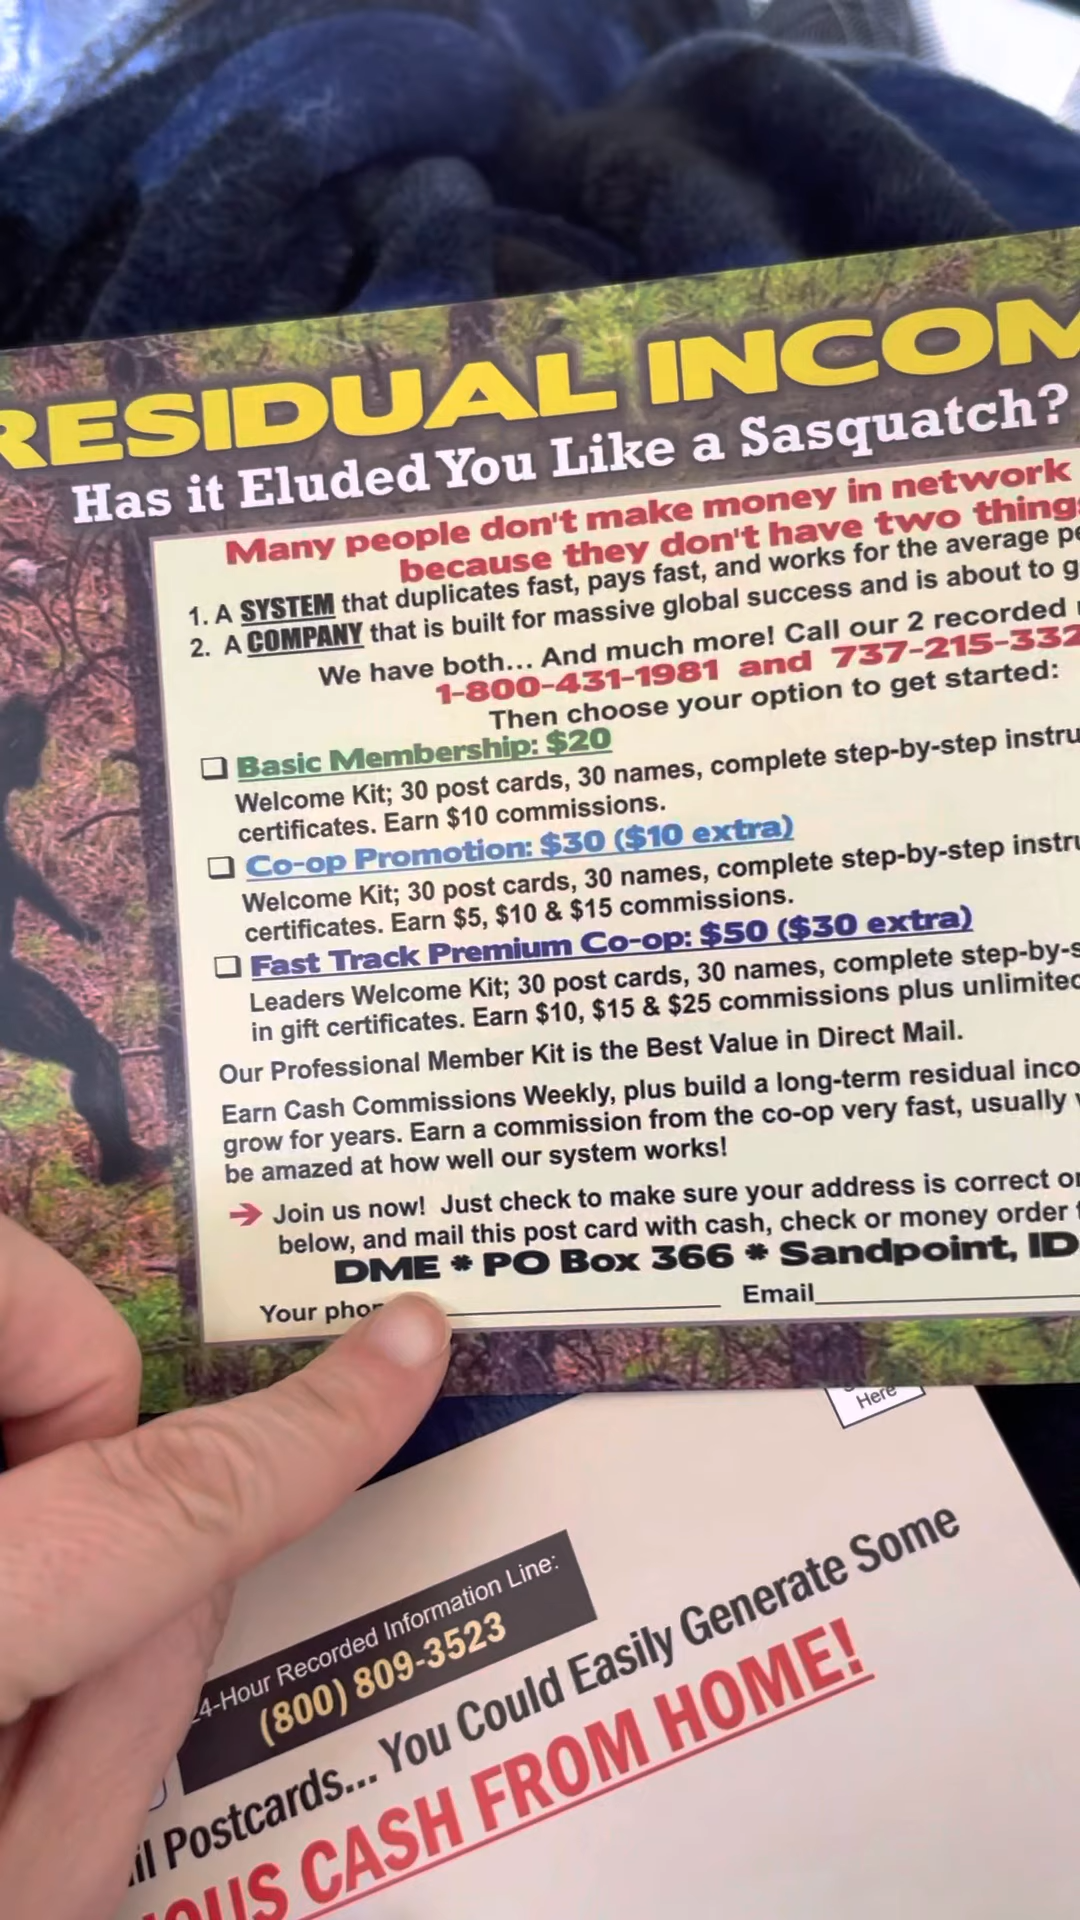 RESIDUAL INCOM
Has it Eluded You Like a Sasquatch?
Many people don't make money in network
because they don't have two thing
1. A SYSTEM that duplicates fast, pays fast, and works for the average pe
2. A COMPANY that is built for massive global success and is about to g
We have both... And much more! Call our 2 recorded
1-800-431-1981 and 737-215-332
Then choose your option to get started:
Basic Membership: $20
Welcome Kit; 30 post cards, 30 names, complete step-by-step instru
certificates. Earn $10 commissions.
Co-op Promotion: $30 ($10 extra)
Welcome Kit; 30 post cards, 30 names, complete step-by-step instru
certificates. Earn $5, $10 & $15 commissions.
Fast Track Premium Co-op: $50 ($30 extra)
Leaders Welcome Kit; 30 post cards, 30 names, complete step-by-s
in gift certificates. Earn $10, $15 & $25 commissions plus unlimited
Our Professional Member Kit is the Best Value in Direct Mail.
Earn Cash Commissions Weekly, plus build a long-term residual inco
grow for years. Earn a commission from the co-op very fast, usually
be amazed at how well our system works!
Join us now! Just check to make sure your address is correct or
below, and mail this post card with cash, check or money order
DME * PO Box 366 * Sandpoint, ID
Your phon Email
Here
24-Hour Recorded Information Line:
(800) 809-3523
il Postcards... You Could Easily Generate Some
IOUS CASH FROM HOME!